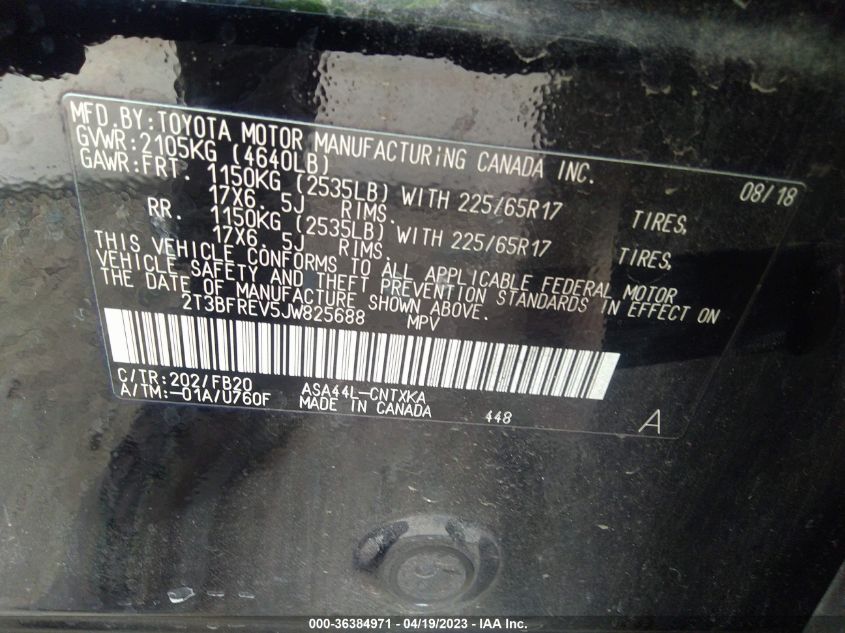 MFD.BY:TOYOTA MOTOR MANUFACTURING CANADA INC. 08/18
GVWR:2105KG (4640LB)
GAWR:FRT. 1150KG (2535LB) WITH 225/65R17 TIRES,
17X6. 5J RIMS.
RR. 1150KG (2535LB) WITH 225/65R17 TIRES,
17X6. 5J RIMS.
THIS VEHICLE CONFORMS TO ALL APPLICABLE FEDERAL MOTOR
VEHICLE SAFETY AND THEFT PREVENTION STANDARDS IN EFFECT ON
THE DATE OF MANUFACTURE SHOWN ABOVE.
2T3BFREV5JW825688 MPV
C/TR:202/FB20 ASA44L-CNTXKA
A/TM:-01A/U760F MADE IN CANADA 448 A
000-36384971 - 04/19/2023 - IAA Inc.